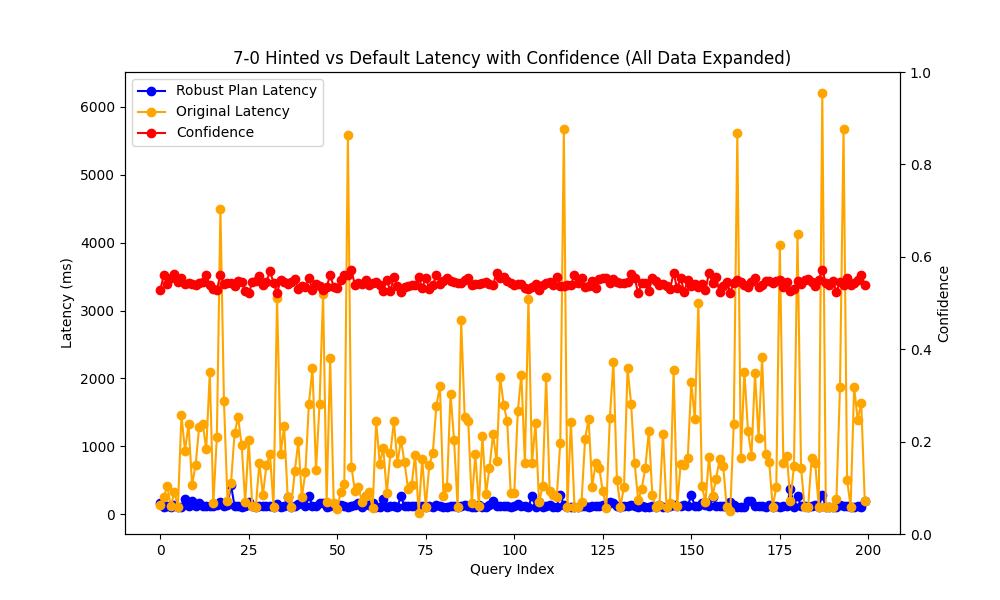 7-0 Hinted vs Default Latency with Confidence (All Data Expanded)
Robust Plan Latency
Original Latency
Confidence
Latency (ms)
6000
5000
4000
3000
2000
1000
0
1.0
0.8
0.6
0.4
0.2
0.0
Confidence
0 25 50 75 100 125 150 175 200
Query Index